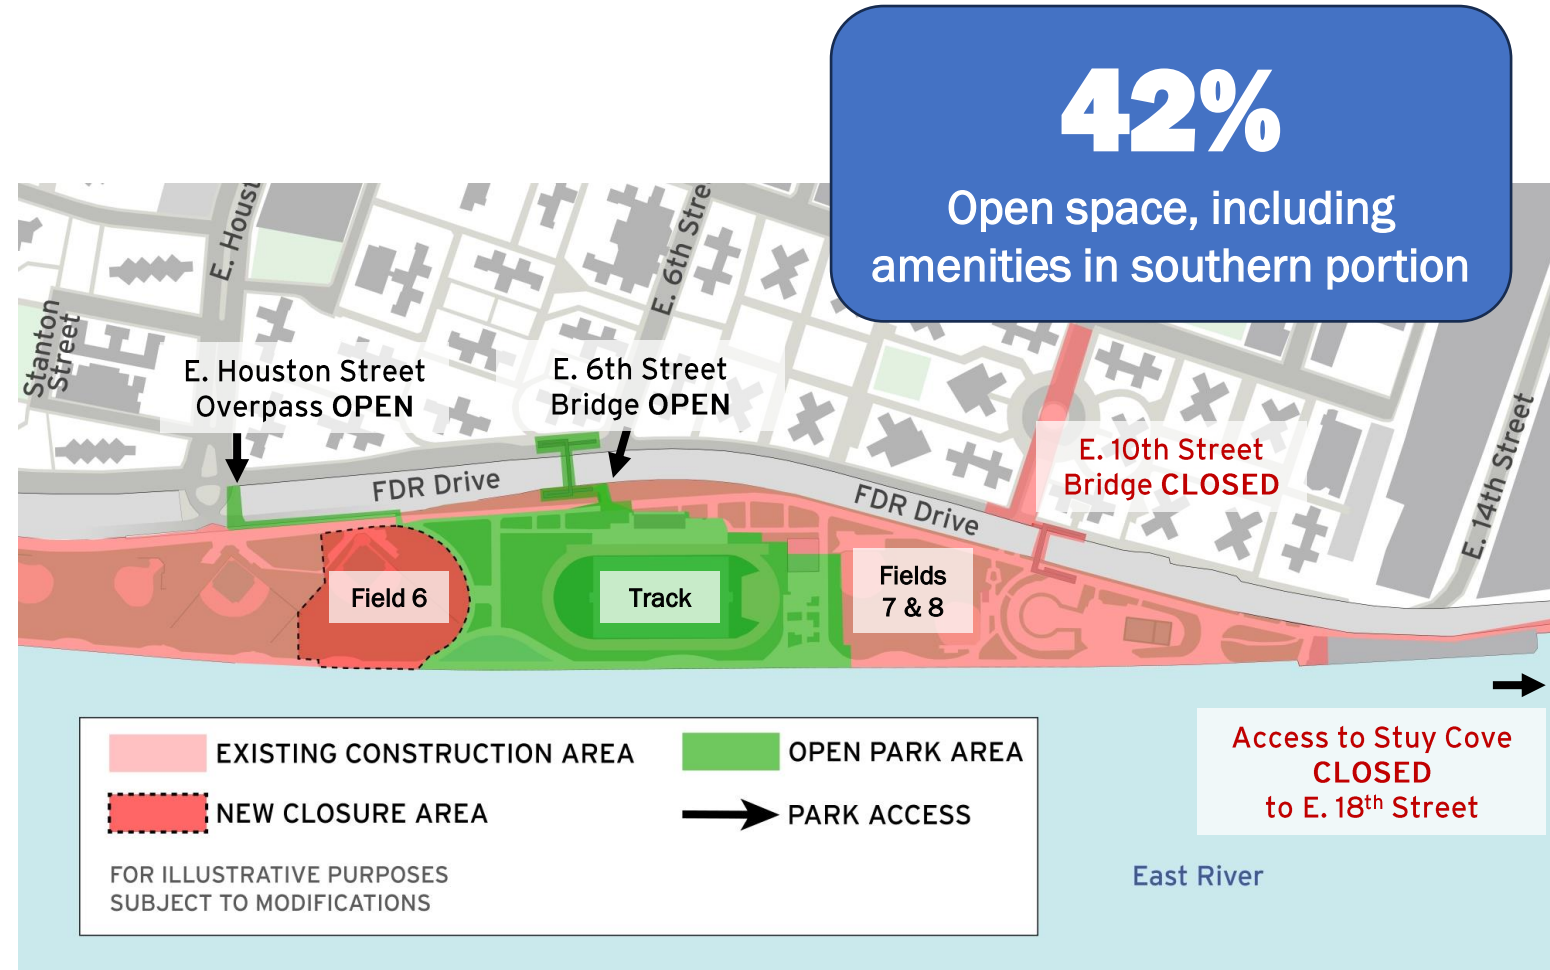 42%
Open space, including
amenities in southern portion
E. Houst
E. 6th Stre
Stanton
Street
E. Houston Street
Overpass OPEN
E. 6th Street
Bridge OPEN
E. 10th Street
Bridge CLOSED
E. 14th Street
FDR Drive
FDR Drive
Field 6
Track
Fields
7 & 8
Access to Stuy Cove
CLOSED
to E. 18th Street
EXISTING CONSTRUCTION AREA
OPEN PARK AREA
NEW CLOSURE AREA
PARK ACCESS
FOR ILLUSTRATIVE PURPOSES
SUBJECT TO MODIFICATIONS
East River